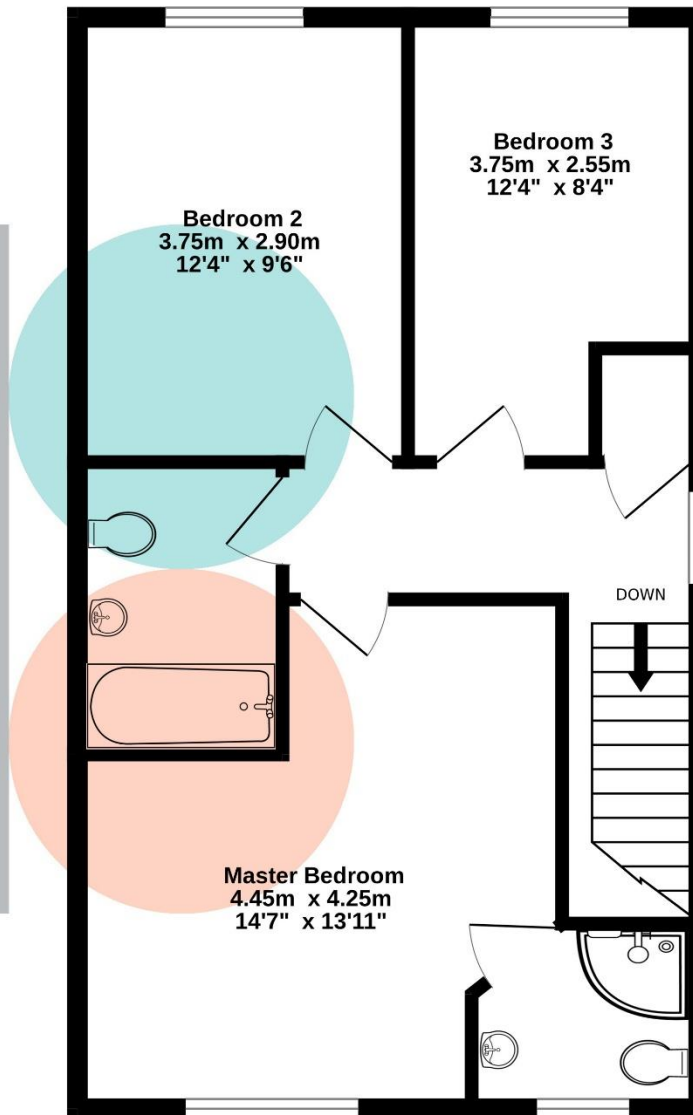 Bedroom 3
3.75m x 2.55m
12'4" x 8'4"
Bedroom 2
3.75m x 2.90m
12'4" x 9'6"
DOWN
Master Bedroom
4.45m x 4.25m
14'7" x 13'11"